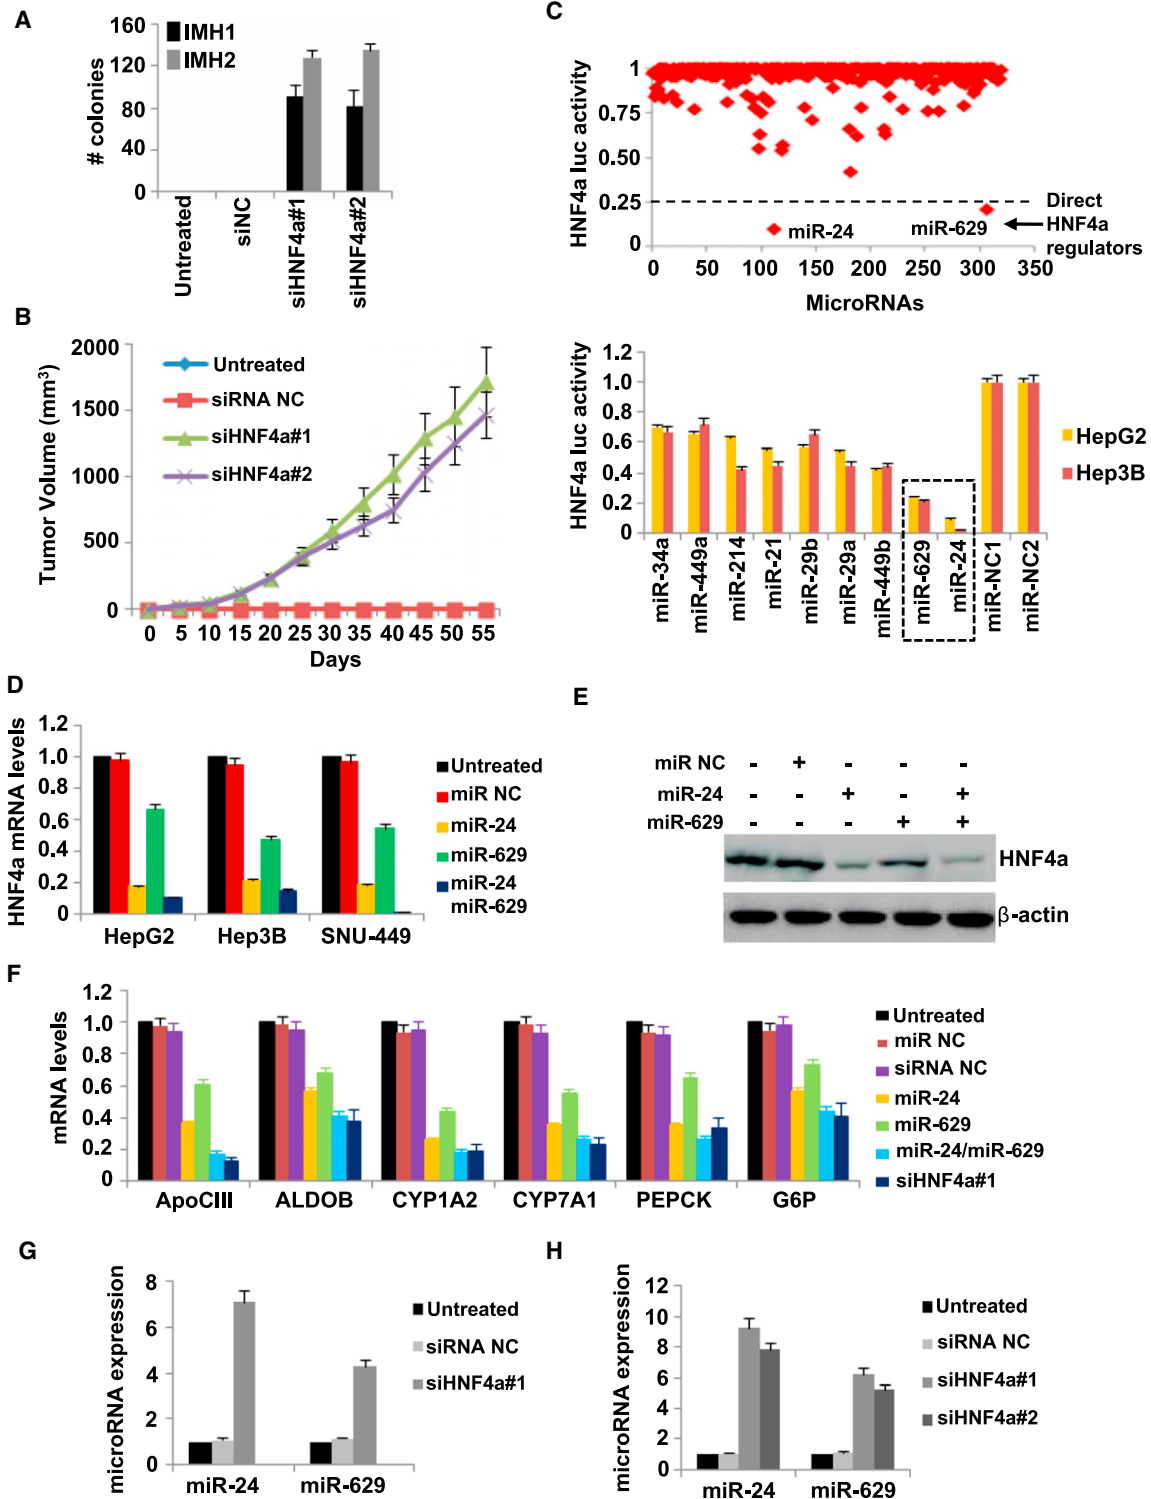 A
160
120
80
40
0
# colonies
IMH1
IMH2
Untreated
siNC
siHNF4a#1
siHNF4a#2
C
1
0.75
0.50
0.25
0
HNF4a luc activity
miR-24
miR-629
Direct
HNF4a
regulators
0 50 100 150 200 250 300 350
MicroRNAs
B
2000
1500
1000
500
0
Tumor Volume (mm³)
Untreated
siRNA NC
siHNF4a#1
siHNF4a#2
0 5 10 15 20 25 30 35 40 45 50 55
Days
1.2
1.0
0.8
0.6
0.4
0.2
0
HNF4a luc activity
HepG2
Hep3B
miR-34a
miR-449a
miR-214
miR-21
miR-29b
miR-29a
miR-449b
miR-629
miR-24
miR-NC1
miR-NC2
D
1.2
1.0
0.8
0.6
0.4
0.2
0
HNF4a mRNA levels
HepG2 Hep3B SNU-449
Untreated
miR NC
miR-24
miR-629
miR-24
miR-629
E
miR NC - + - - -
miR-24 - - + - +
miR-629 - - - + +
HNF4a
β-actin
F
1.2
1.0
0.8
0.6
0.4
0.2
0
mRNA levels
ApoCIII ALDOB CYP1A2 CYP7A1 PEPCK G6P
Untreated
miR NC
siRNA NC
miR-24
miR-629
miR-24/miR-629
siHNF4a#1
G
8
6
4
2
0
microRNA expression
miR-24 miR-629
Untreated
siRNA NC
siHNF4a#1
H
12
10
8
6
4
2
0
microRNA expression
miR-24 miR-629
Untreated
siRNA NC
siHNF4a#1
siHNF4a#2